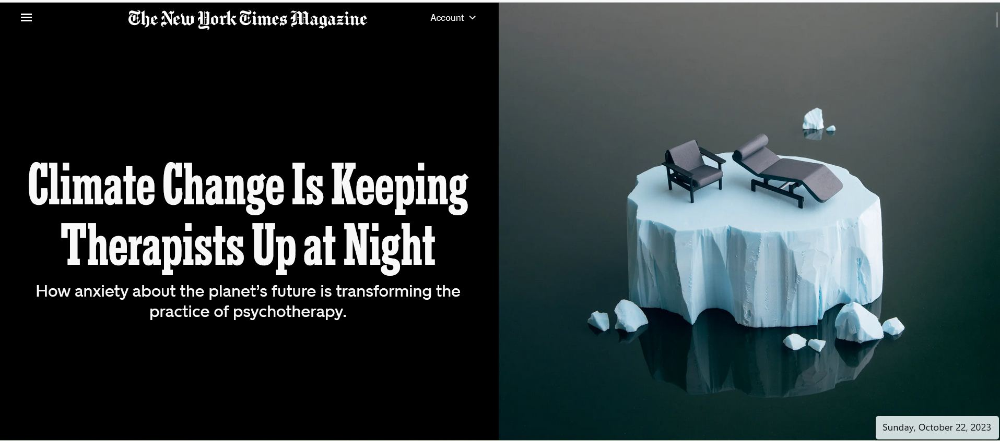 The New York Times Magazine
Account
Climate Change Is Keeping
Therapists Up at Night
How anxiety about the planet’s future is transforming the
practice of psychotherapy.
Sunday, October 22, 2023